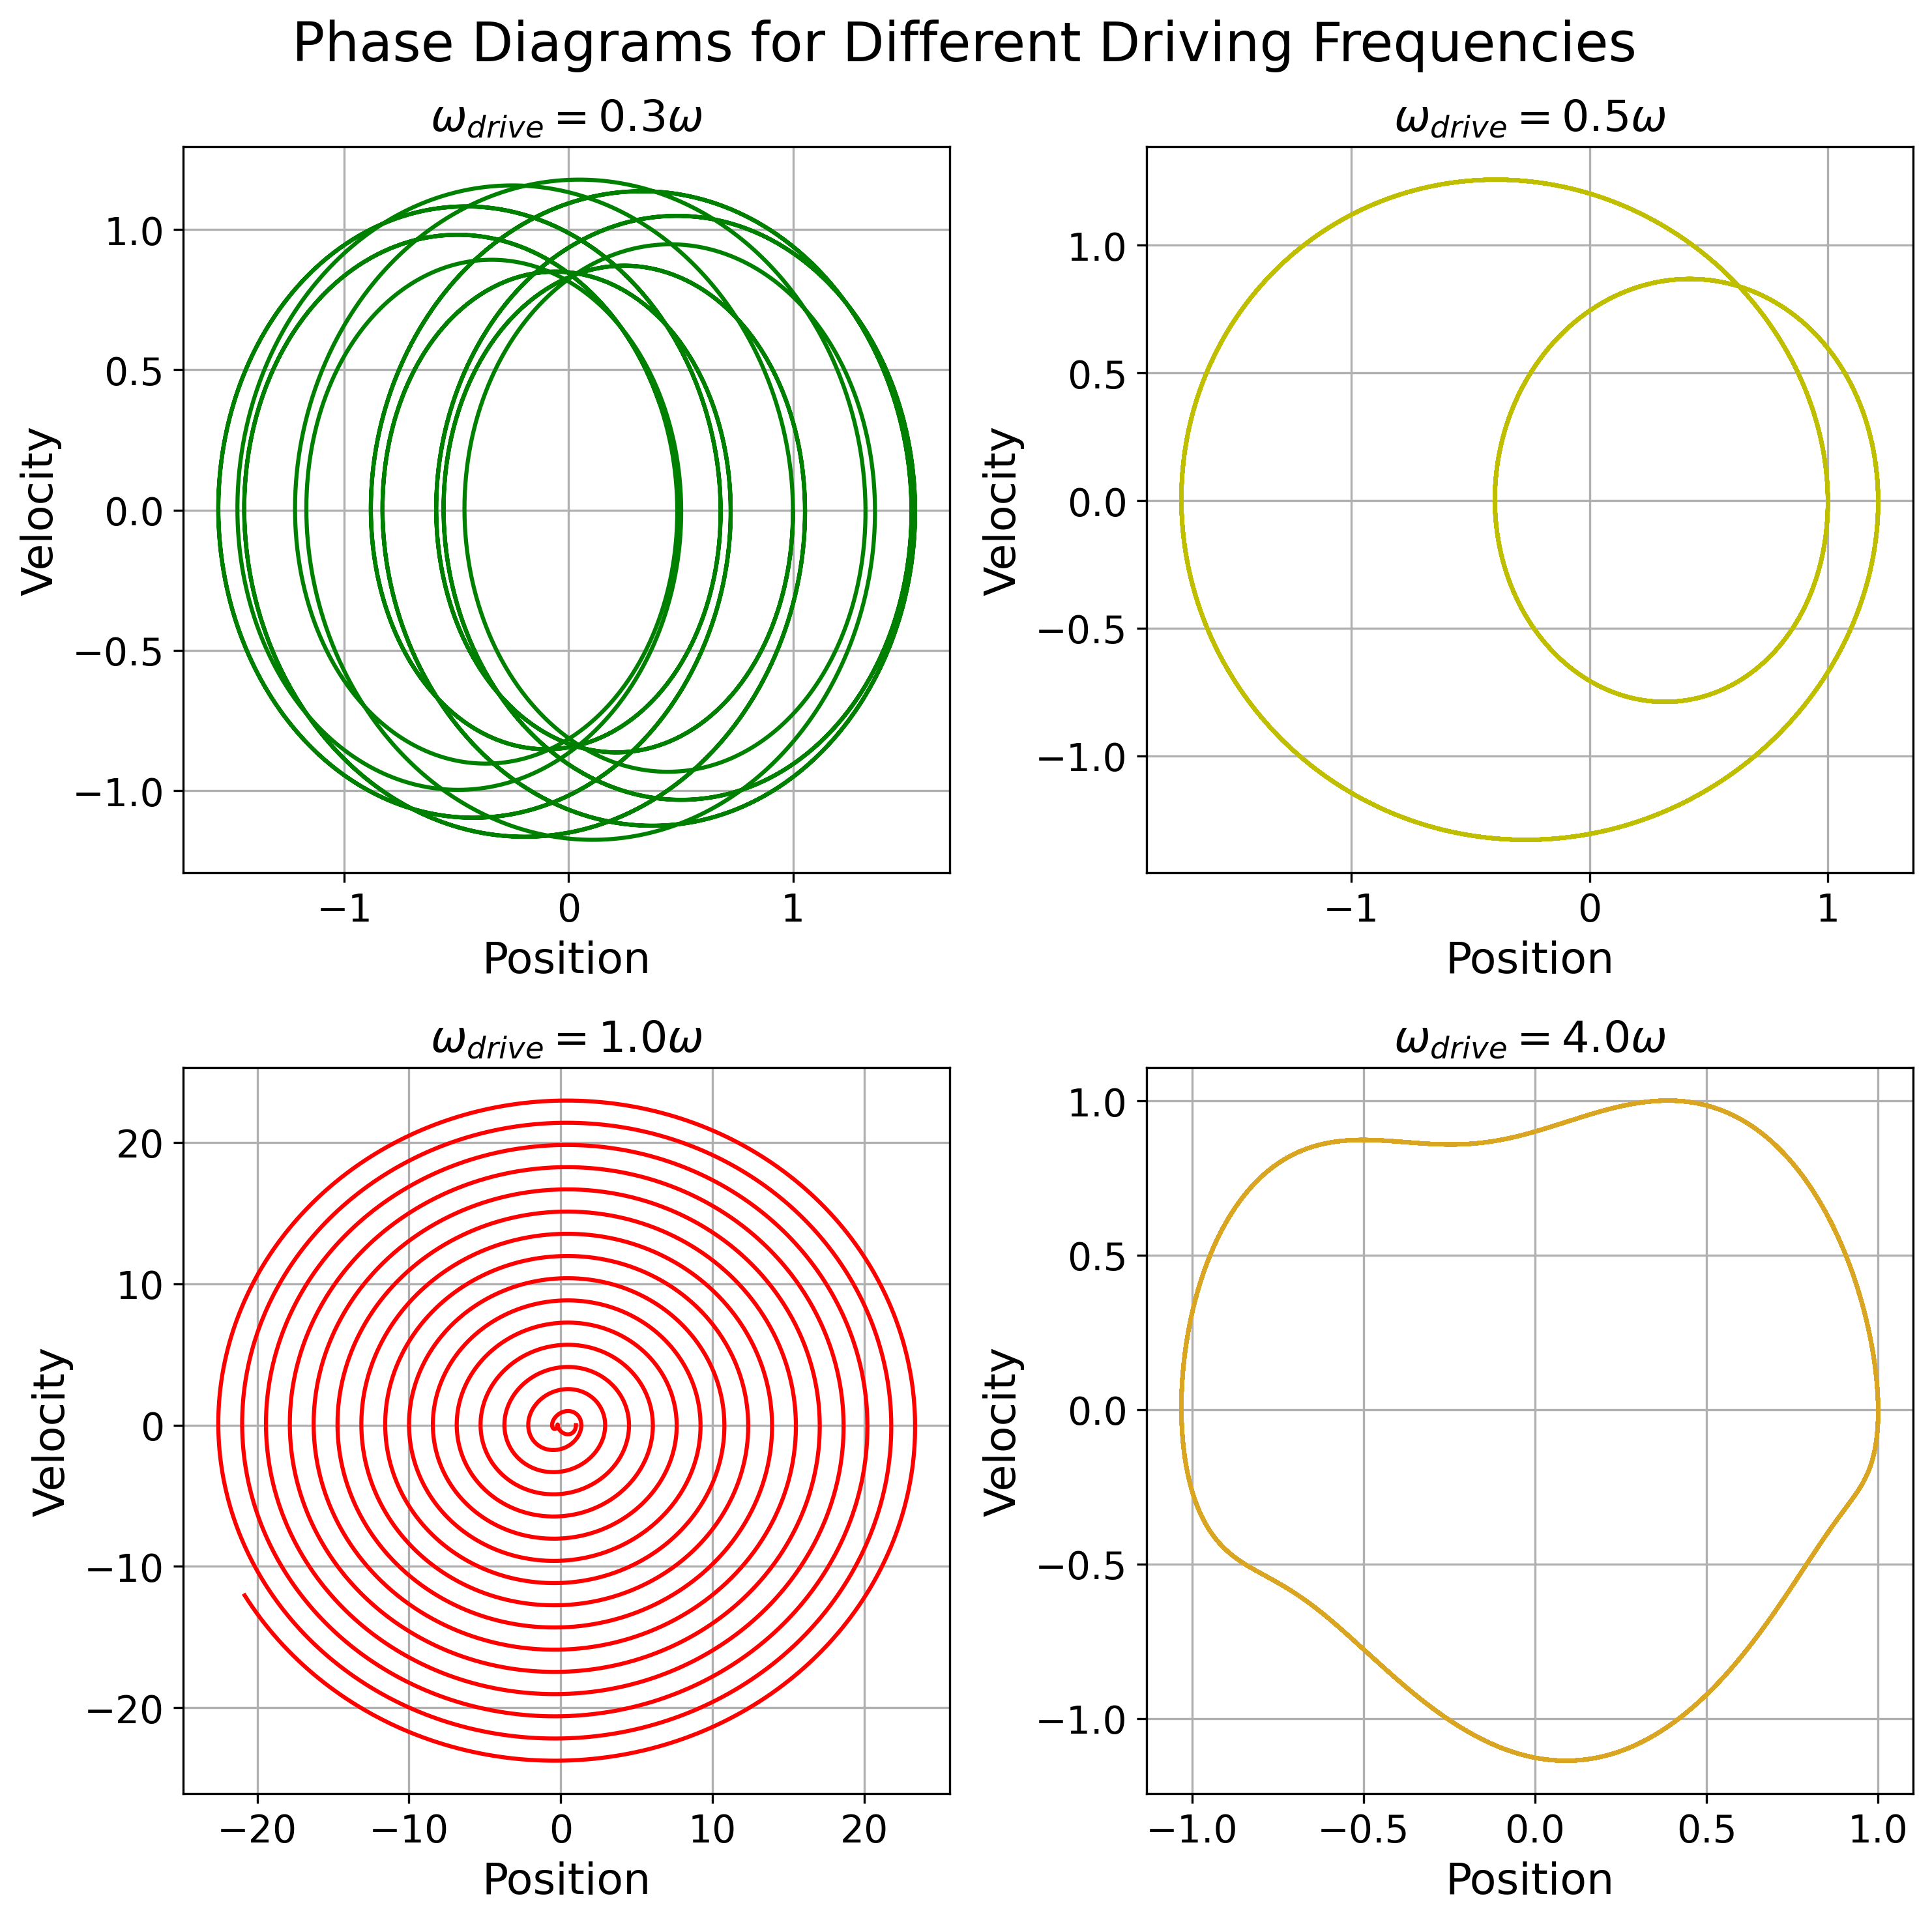 Phase Diagrams for Different Driving Frequencies
ω_drive = 0.3ω
1.0
0.5
0.0
−0.5
−1.0
Velocity
−1 0 1
Position
ω_drive = 0.5ω
1.0
0.5
0.0
−0.5
−1.0
Velocity
−1 0 1
Position
ω_drive = 1.0ω
20
10
0
−10
−20
Velocity
−20 −10 0 10 20
Position
ω_drive = 4.0ω
1.0
0.5
0.0
−0.5
−1.0
Velocity
−1.0 −0.5 0.0 0.5 1.0
Position